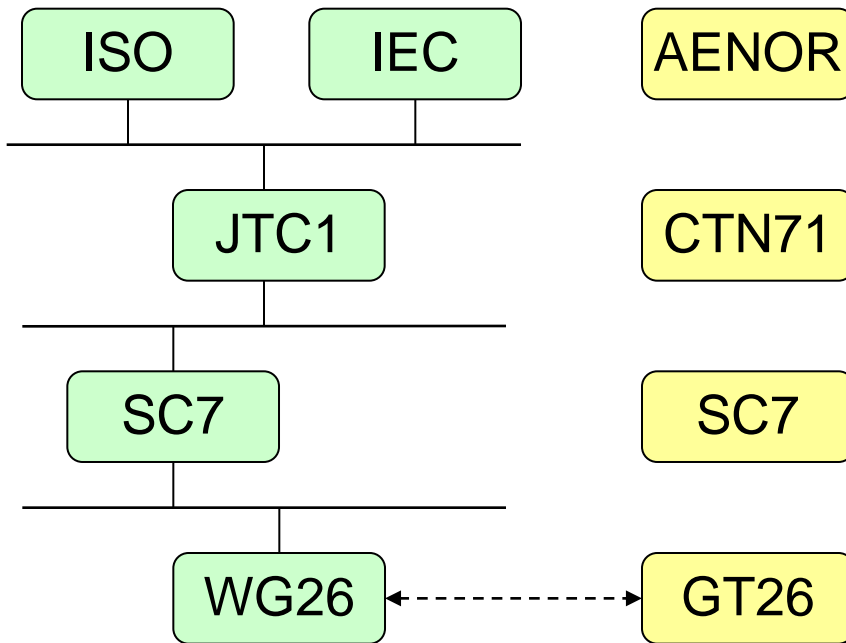 ISO
IEC
AENOR
JTC1
CTN71
SC7
SC7
WG26
GT26